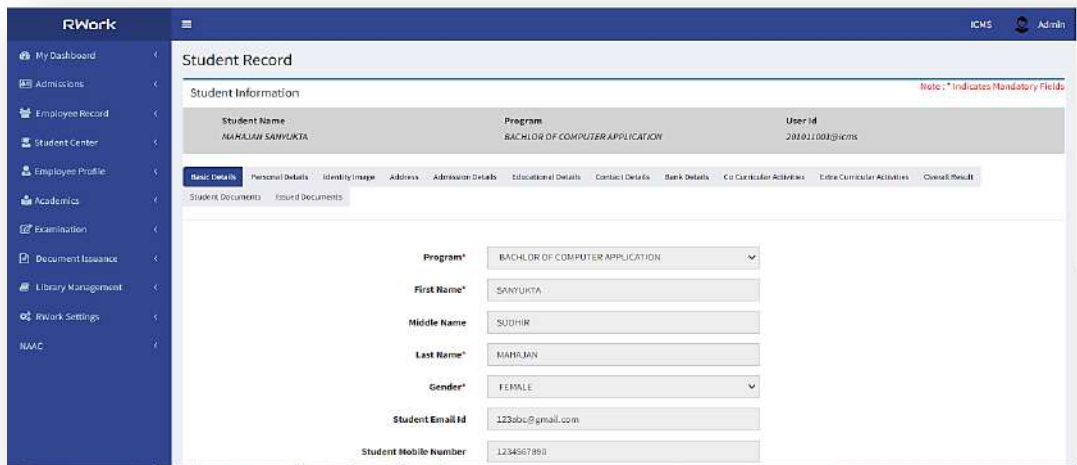 RWork
ICMS Admin
My Dashboard
Admissions
Employee Record
Student Center
Employee Profile
Academics
Examination
Document Issuance
Library Management
RWork Settings
NAAC
Student Record
Note : * Indicates Mandatory Fields
Student Information
Student Name Program User Id
MAHAJAN SANYUKTA BACHLOR OF COMPUTER APPLICATION 201011003@icms
Basic Details Personal Details Identity Image Address Admission Details Educational Details Contact Details Bank Details Co Curricular Activities Extra Curricular Activities Overall Result
Student Documents Issued Documents
Program* BACHLOR OF COMPUTER APPLICATION
First Name* SANYUKTA
Middle Name SUDHIR
Last Name* MAHAJAN
Gender* FEMALE
Student Email Id 123abc@gmail.com
Student Mobile Number 1234567890